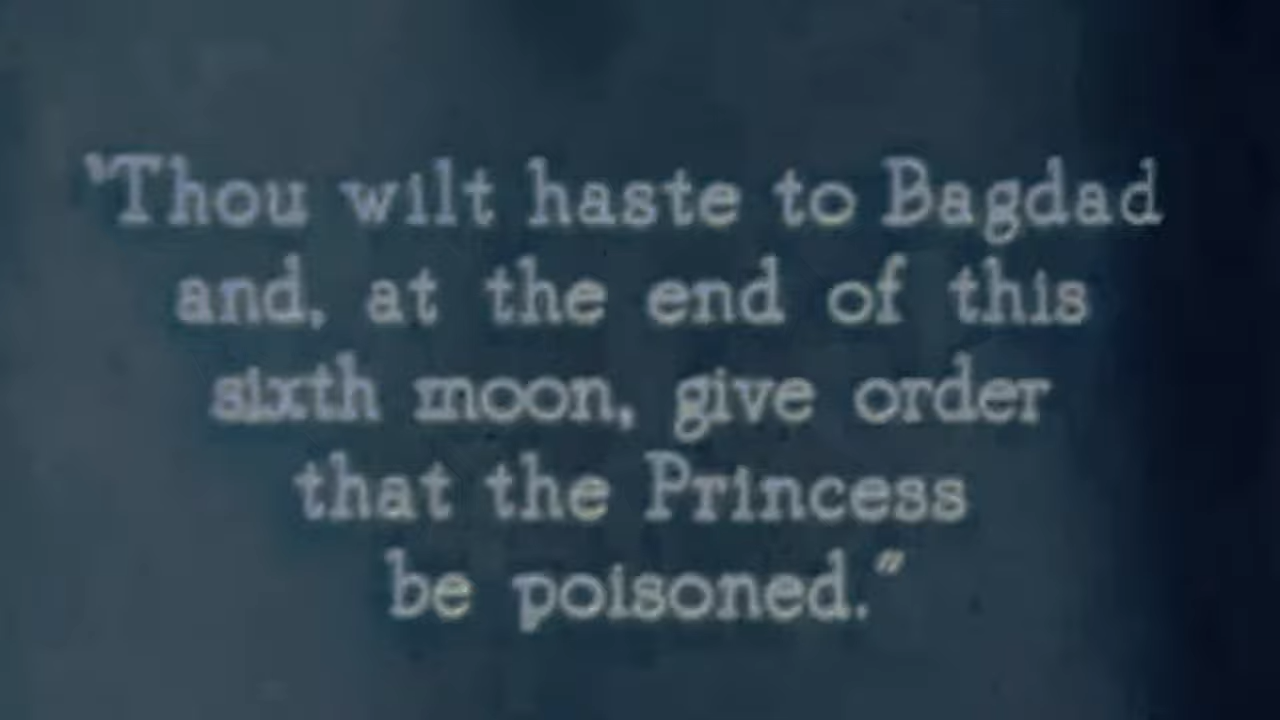 "Thou wilt haste to Bagdad
and, at the end of this
sixth moon, give order
that the Princess
be poisoned."